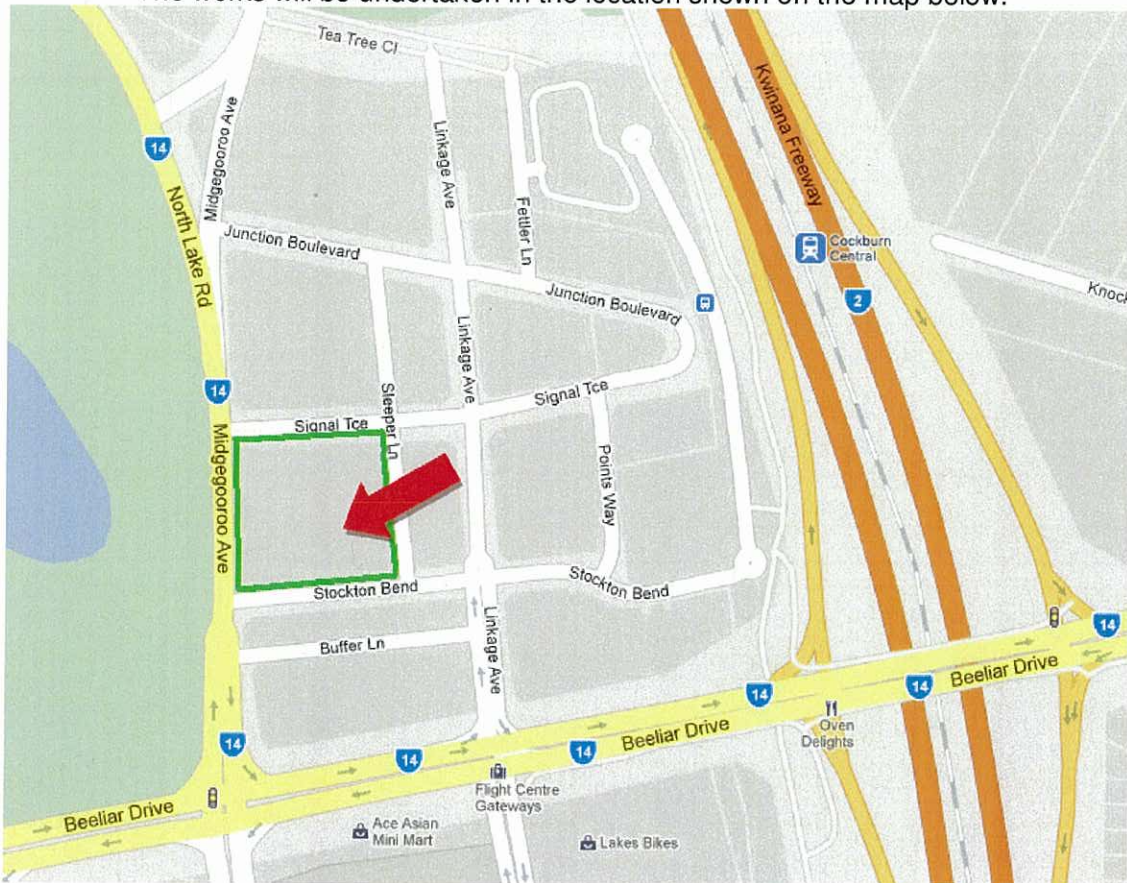 The works will be undertaken in the location shown on the map below.
Tea Tree Cl
Midgegooroo Ave
Linkage Ave
Fettler Ln
Kwinana Freeway
14
North Lake Rd
Junction Boulevard
Cockburn
Central
2
Junction Boulevard
Linkage Ave
14
Sleeper Ln
Signal Tce
Signal Tce
Midgegooroo Ave
Points Way
Stockton Bend
Stockton Bend
Linkage Ave
Buffer Ln
14
Beeliar Drive
14
14
Oven
Delights
Beeliar Drive
14
14
14
Flight Centre
Gateways
Beeliar Drive
Ace Asian
Mini Mart
Lakes Bikes